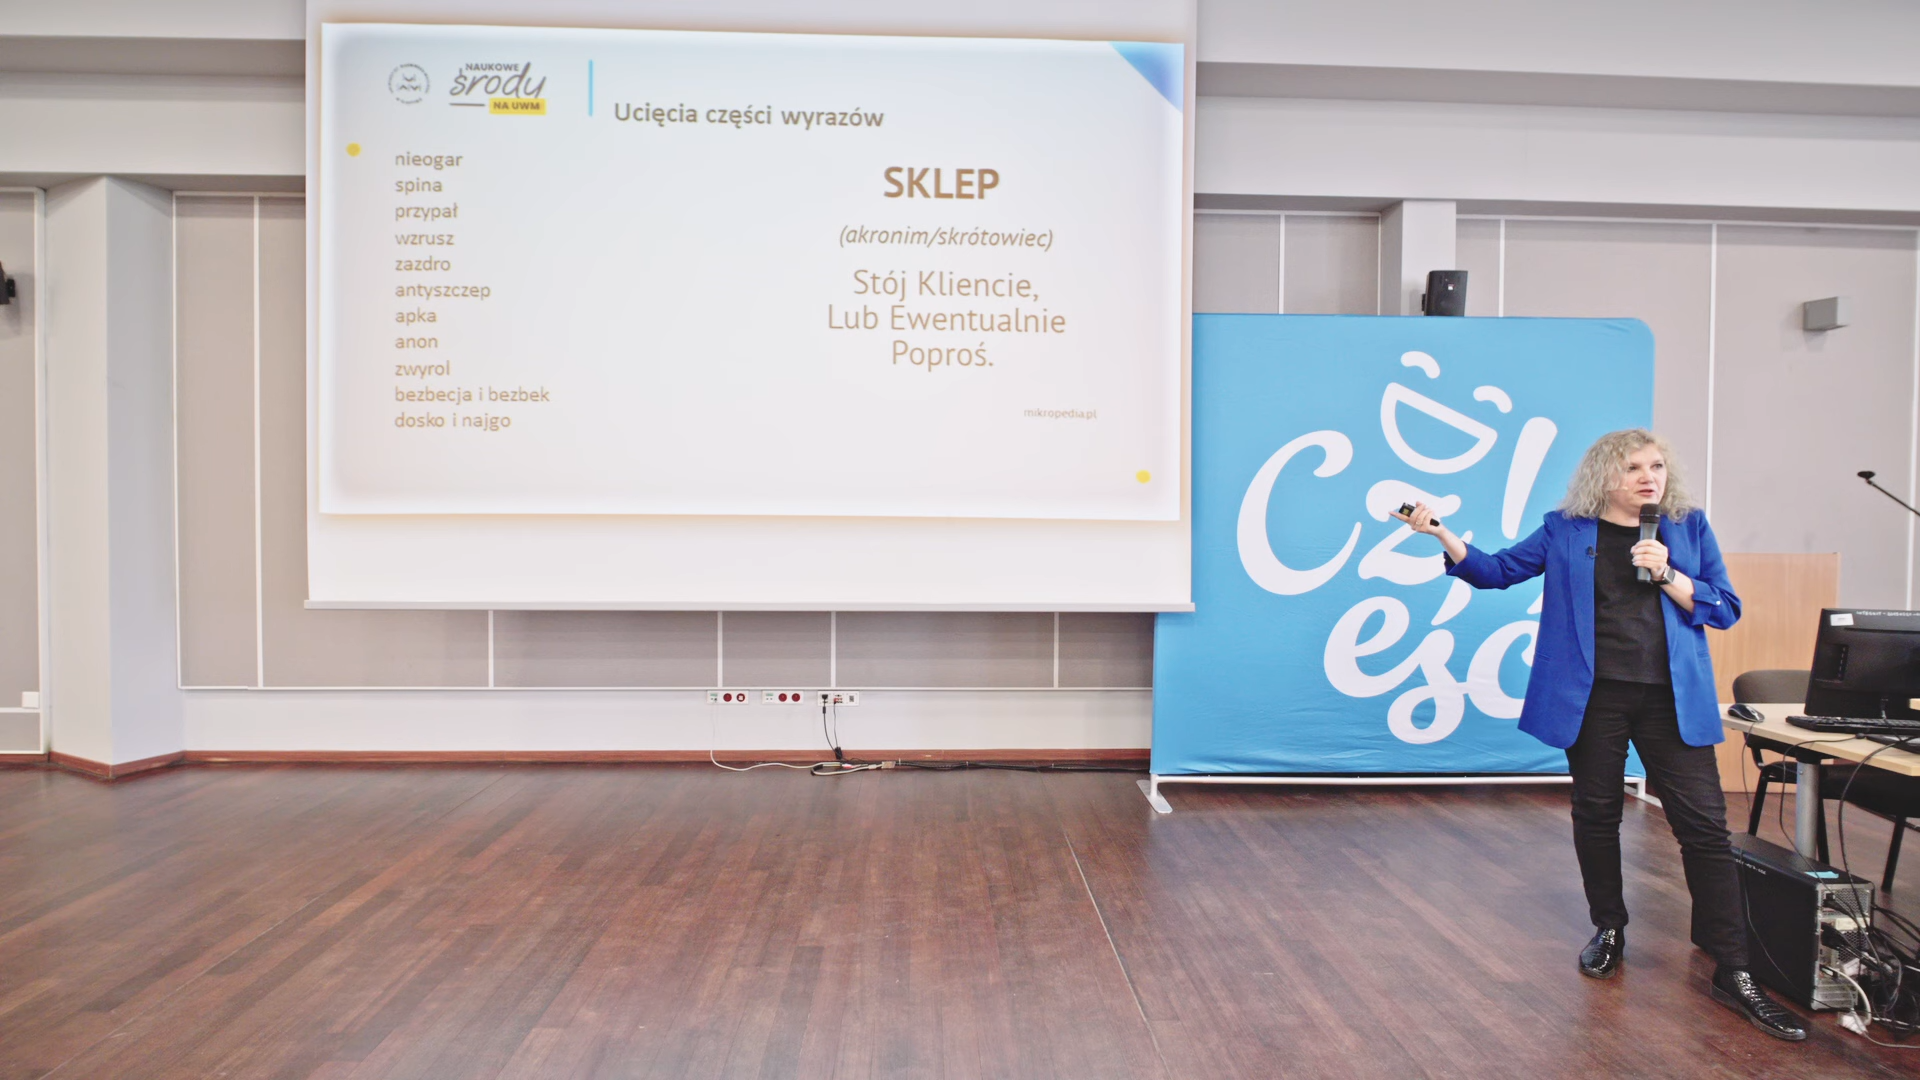 NAUKOWE
środy
NA UWM
Ucięcia części wyrazów
nieogar
spina
przypał
wzrusz
zazdro
antyszczep
apka
anon
zwyrol
bezbecja i bezbek
dosko i najgo
SKLEP
(akronim/skrótowiec)
Stój Kliencie,
Lub Ewentualnie
Poproś.
mikropedia.pl
Cz
eść